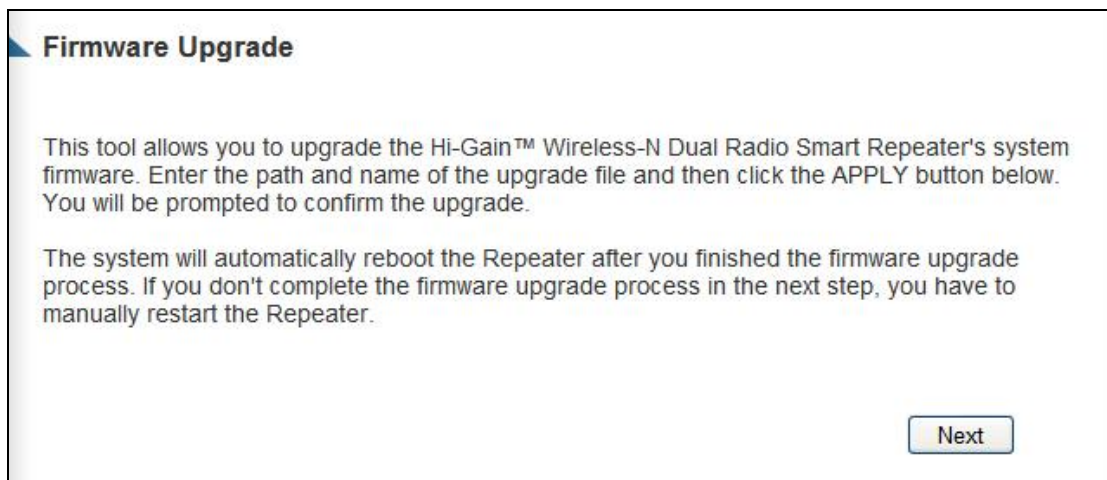 Firmware Upgrade
This tool allows you to upgrade the Hi-Gain™ Wireless-N Dual Radio Smart Repeater's system
firmware. Enter the path and name of the upgrade file and then click the APPLY button below.
You will be prompted to confirm the upgrade.
The system will automatically reboot the Repeater after you finished the firmware upgrade
process. If you don't complete the firmware upgrade process in the next step, you have to
manually restart the Repeater.
Next